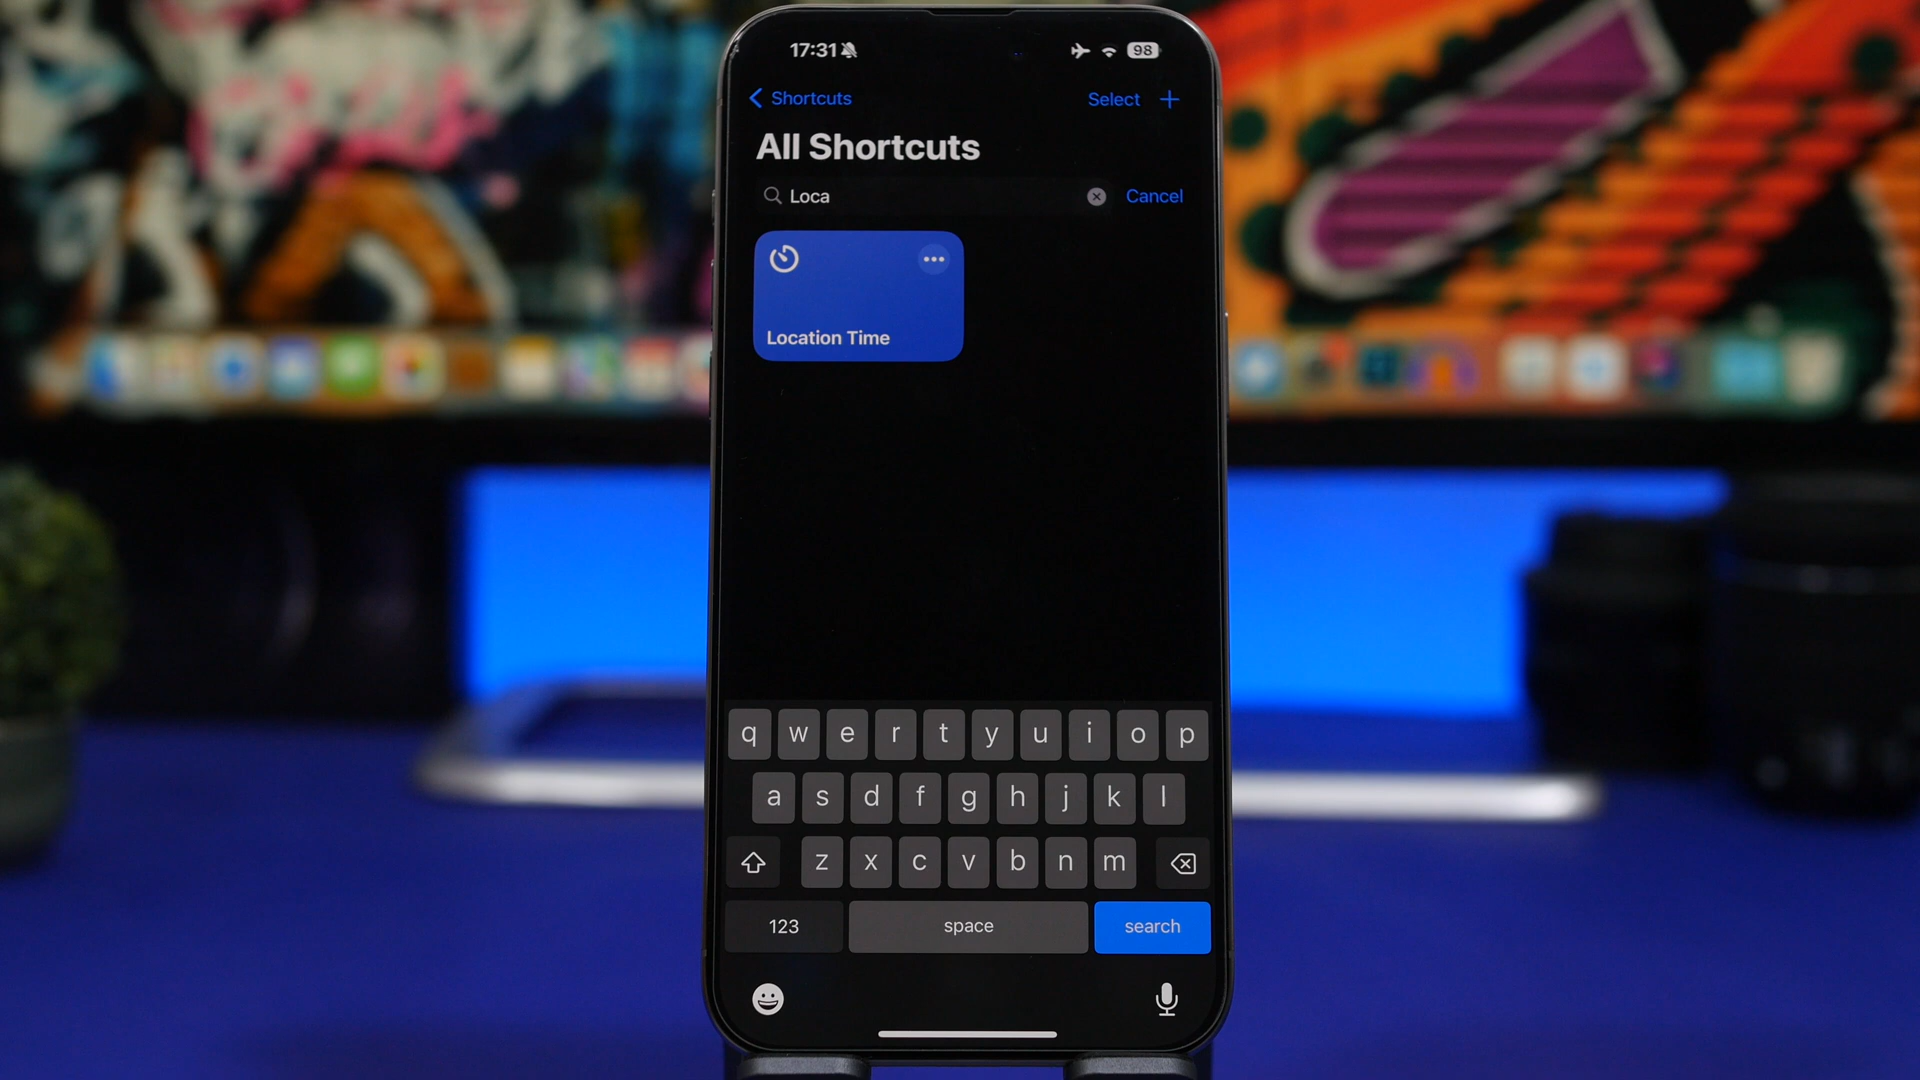 17:31 98
Shortcuts Select +
All Shortcuts
Loca Cancel
Location Time
q w e r t y u i o p
a s d f g h j k l
z x c v b n m
123 space search